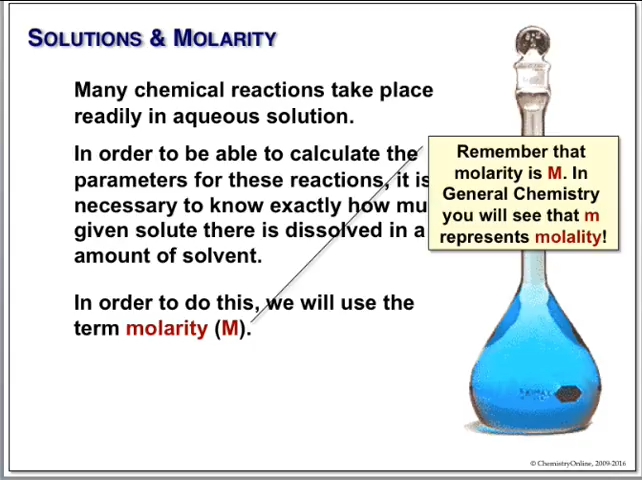 SOLUTIONS & MOLARITY
Many chemical reactions take place
readily in aqueous solution.
In order to be able to calculate the
parameters for these reactions, it is
necessary to know exactly how mu
given solute there is dissolved in a
amount of solvent.
In order to do this, we will use the
term molarity (M).
Remember that
molarity is M. In
General Chemistry
you will see that m
represents molality!
© ChemistryOnline, 2009-2016